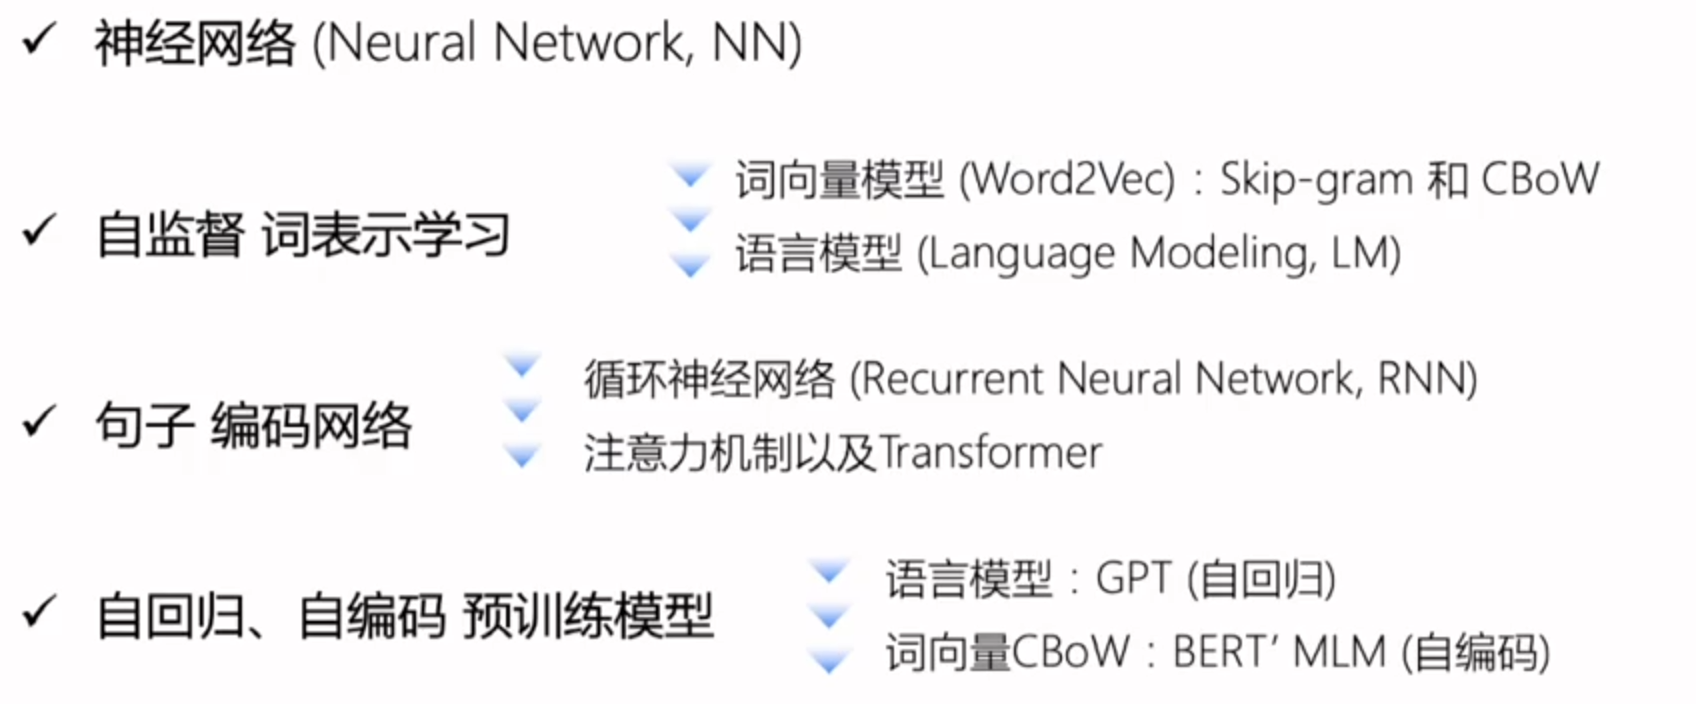 ✓ 神经网络 (Neural Network, NN)
✓ 自监督 词表示学习
词向量模型 (Word2Vec)：Skip-gram 和 CBoW
语言模型 (Language Modeling, LM)
✓ 句子 编码网络
循环神经网络 (Recurrent Neural Network, RNN)
注意力机制以及Transformer
✓ 自回归、自编码 预训练模型
语言模型：GPT (自回归)
词向量CBoW：BERT’ MLM (自编码)